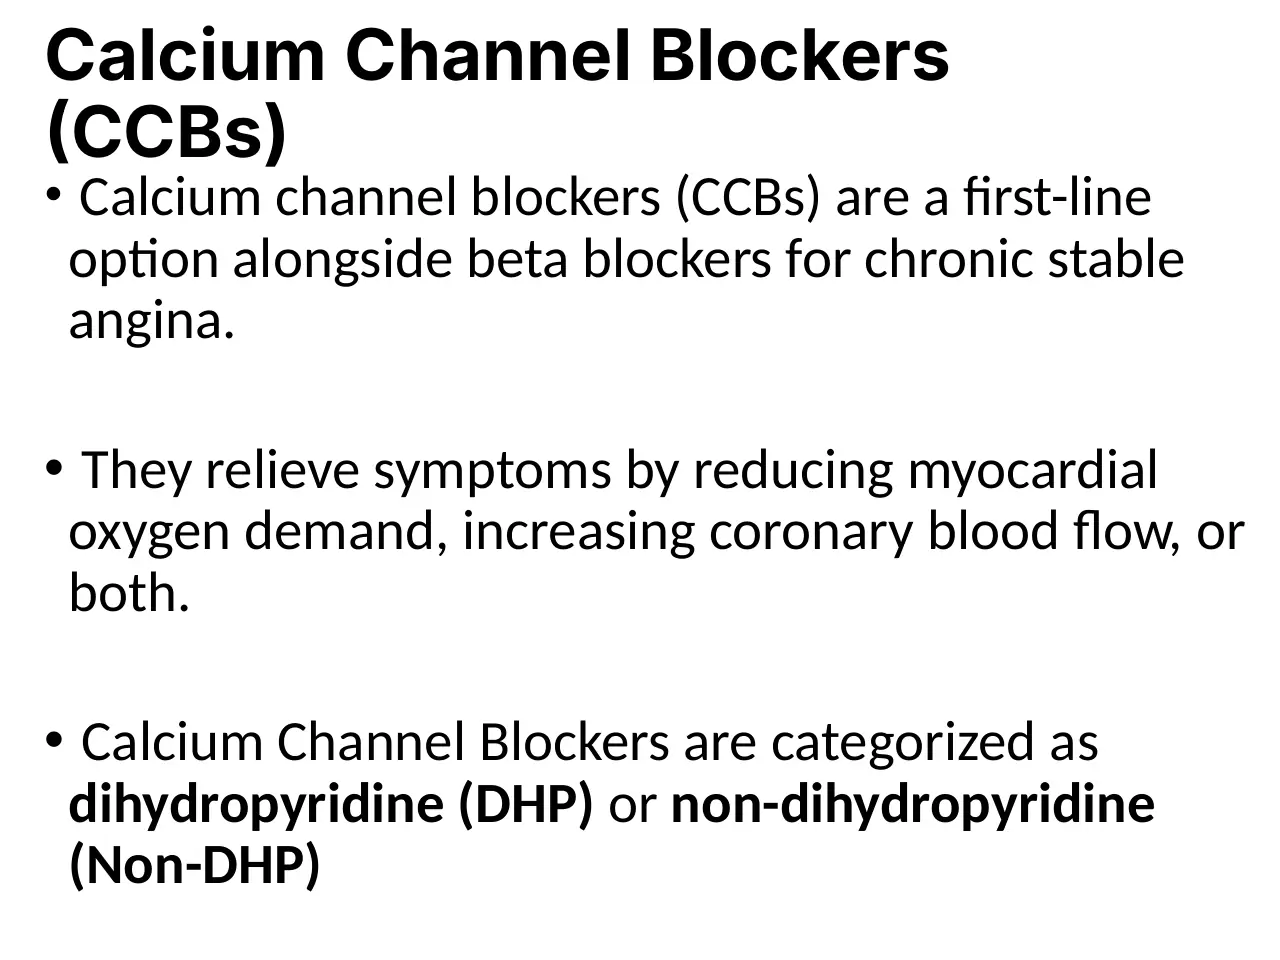 Calcium Channel Blockers
(CCBs)
• Calcium channel blockers (CCBs) are a first-line
option alongside beta blockers for chronic stable
angina.
• They relieve symptoms by reducing myocardial
oxygen demand, increasing coronary blood flow, or
both.
• Calcium Channel Blockers are categorized as
dihydropyridine (DHP) or non-dihydropyridine
(Non-DHP)